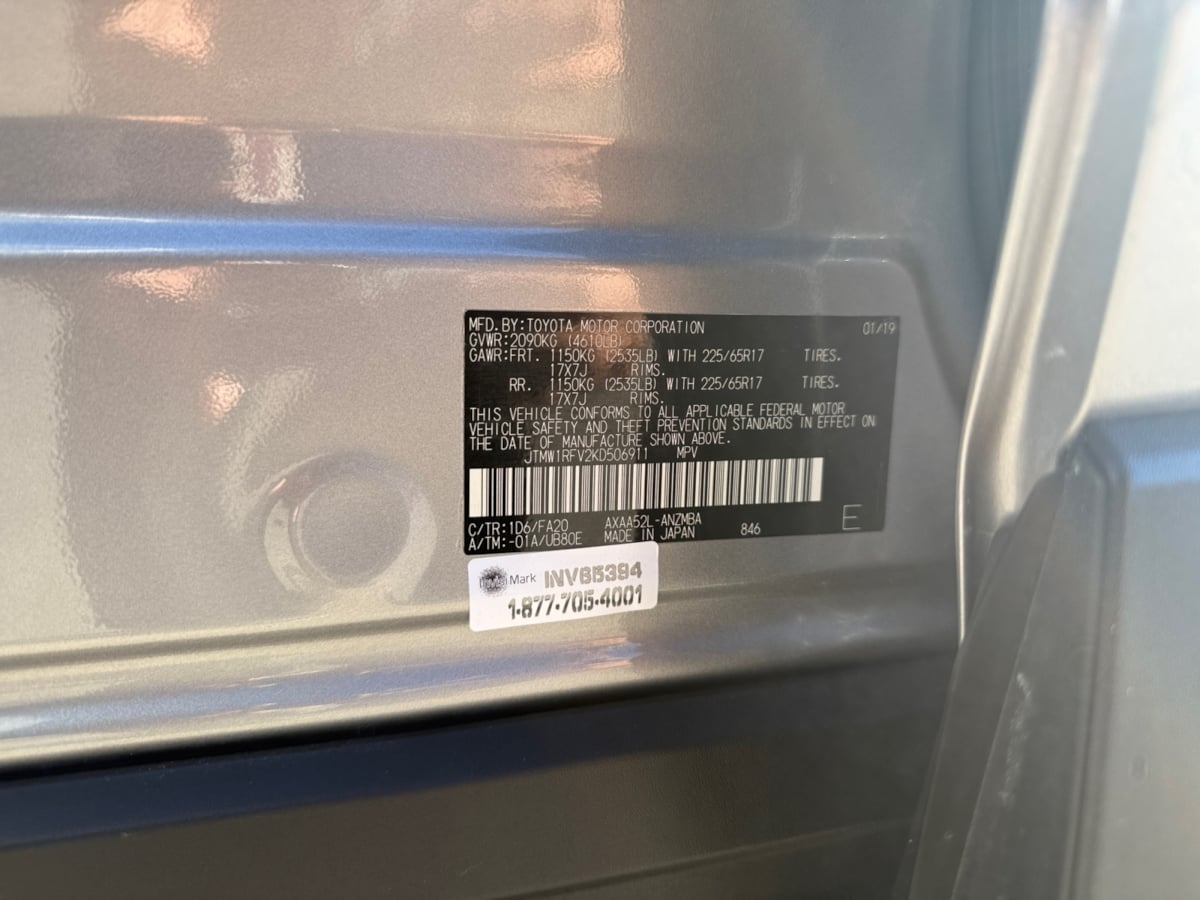 MFD. BY: TOYOTA MOTOR CORPORATION 01/19
GVWR: 2090KG (4610LB)
GAWR: FRT. 1150KG (2535LB) WITH 225/65R17 TIRES.
17X7J RIMS.
RR. 1150KG (2535LB) WITH 225/65R17 TIRES.
17X7J RIMS.
THIS VEHICLE CONFORMS TO ALL APPLICABLE FEDERAL MOTOR
VEHICLE SAFETY AND THEFT PREVENTION STANDARDS IN EFFECT ON
THE DATE OF MANUFACTURE SHOWN ABOVE.
JTMW1RFV2KD506911 MPV
C/TR: 1D6/FA20 AXAA52L-ANZMBA 846 E
A/TM: -01A/UB80E MADE IN JAPAN
Mark INV65394
1-877-705-4001